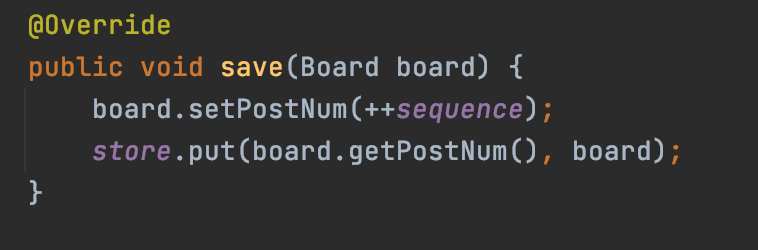 @Override
public void save(Board board) {
    board.setPostNum(++sequence);
    store.put(board.getPostNum(), board);
}